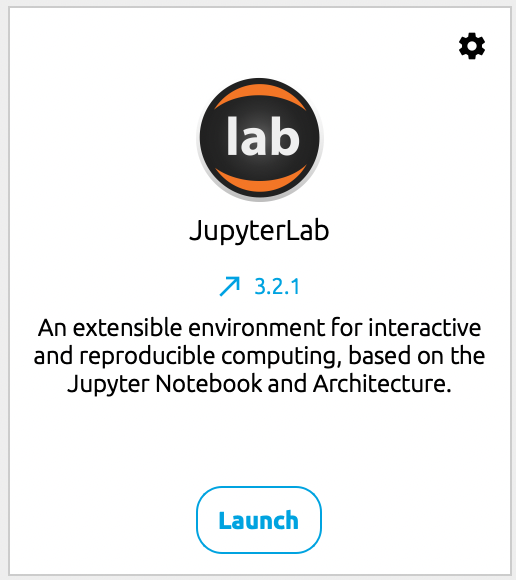 lab
JupyterLab
3.2.1
An extensible environment for interactive
and reproducible computing, based on the
Jupyter Notebook and Architecture.
Launch